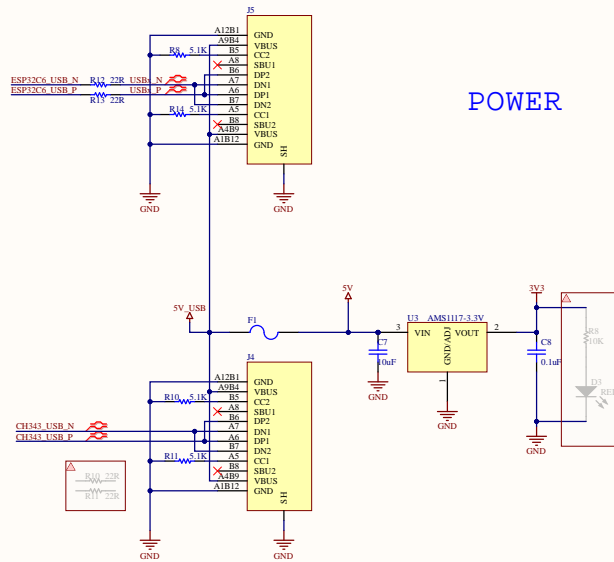 J5
A12B1 GND
A9B4 VBUS
R8 5.1K B5 CC2
A8 SBU1
B6 DP2
ESP32C6_USB_N R12 22R USBx_N A7 DN1
ESP32C6_USB_P R13 22R USBx_P A6 DP1
B7 DN2
R14 5.1K A5 CC1
B8 SBU2
A4B9 VBUS
A1B12 GND
SH
GND
GND
POWER
5V_USB
F1
5V
U3 AMS1117-3.3V
3 VIN VOUT 2
GND/ADJ
1
C7
10uF
GND
GND
3V3
C8
0.1uF
GND
R8
10K
D3
RE
J4
A12B1 GND
A9B4 VBUS
R10 5.1K B5 CC2
A8 SBU1
B6 DP2
CH343_USB_N A7 DN1
CH343_USB_P A6 DP1
B7 DN2
R11 5.1K A5 CC1
B8 SBU2
A4B9 VBUS
A1B12 GND
SH
R10 22R
R11 22R
GND
GND